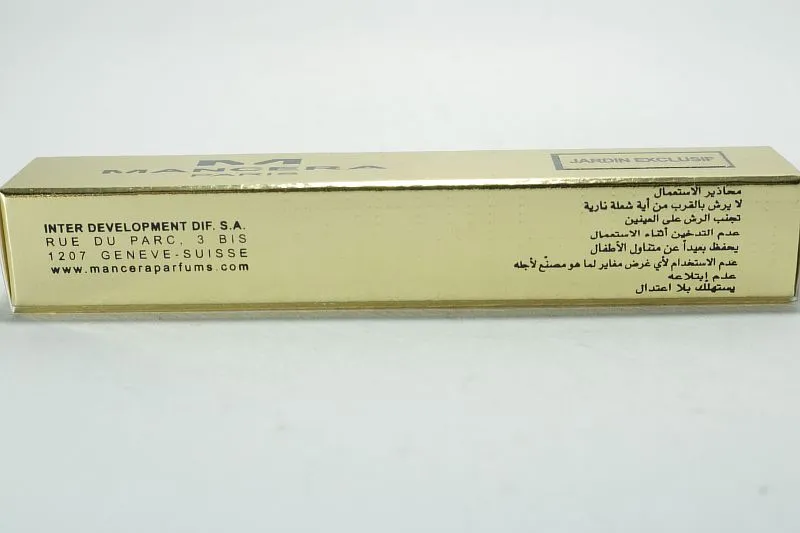 M
MANCERA
PARIS
JARDIN EXCLUSIF
INTER DEVELOPMENT DIF. S.A.
RUE DU PARC, 3 BIS
1207 GENEVE-SUISSE
www.manceraparfums.com
محاذير الاستعمال
لا يرش بالقرب من أية شعلة نارية
تجنب الرش على العينين
عدم التدخين أثناء الاستعمال
يحفظ بعيداً عن متناول الأطفال
عدم الاستخدام لأي غرض مغاير لما هو مصنّع لأجله
عدم إبتلاعه
يستهلك بلا اعتدال